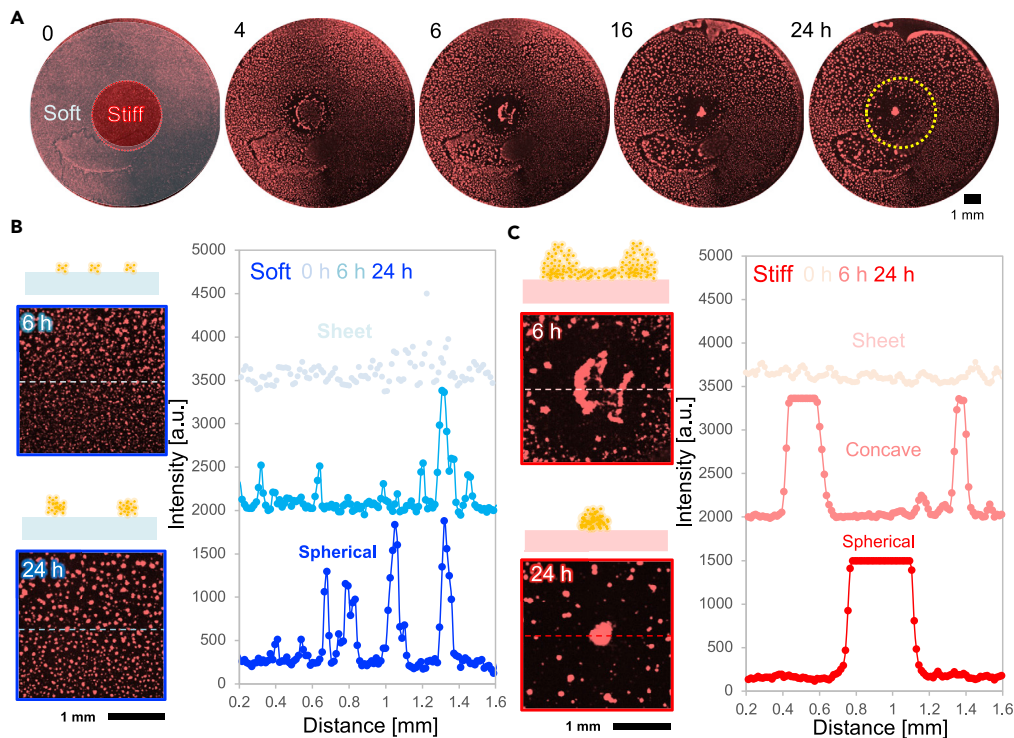 A
0
4
6
16
24 h
Soft
Stiff
1 mm
B
6 h
24 h
1 mm
Soft 0 h 6 h 24 h
Sheet
Spherical
Intensity [a.u.]
5000
4500
4000
3500
3000
2500
2000
1500
1000
500
0
0.2 0.4 0.6 0.8 1.0 1.2 1.4 1.6
Distance [mm]
C
6 h
24 h
1 mm
Stiff 0 h 6 h 24 h
Sheet
Concave
Spherical
Intensity [a.u.]
5000
4500
4000
3500
3000
2500
2000
1500
1000
500
0
0.2 0.4 0.6 0.8 1.0 1.2 1.4 1.6
Distance [mm]